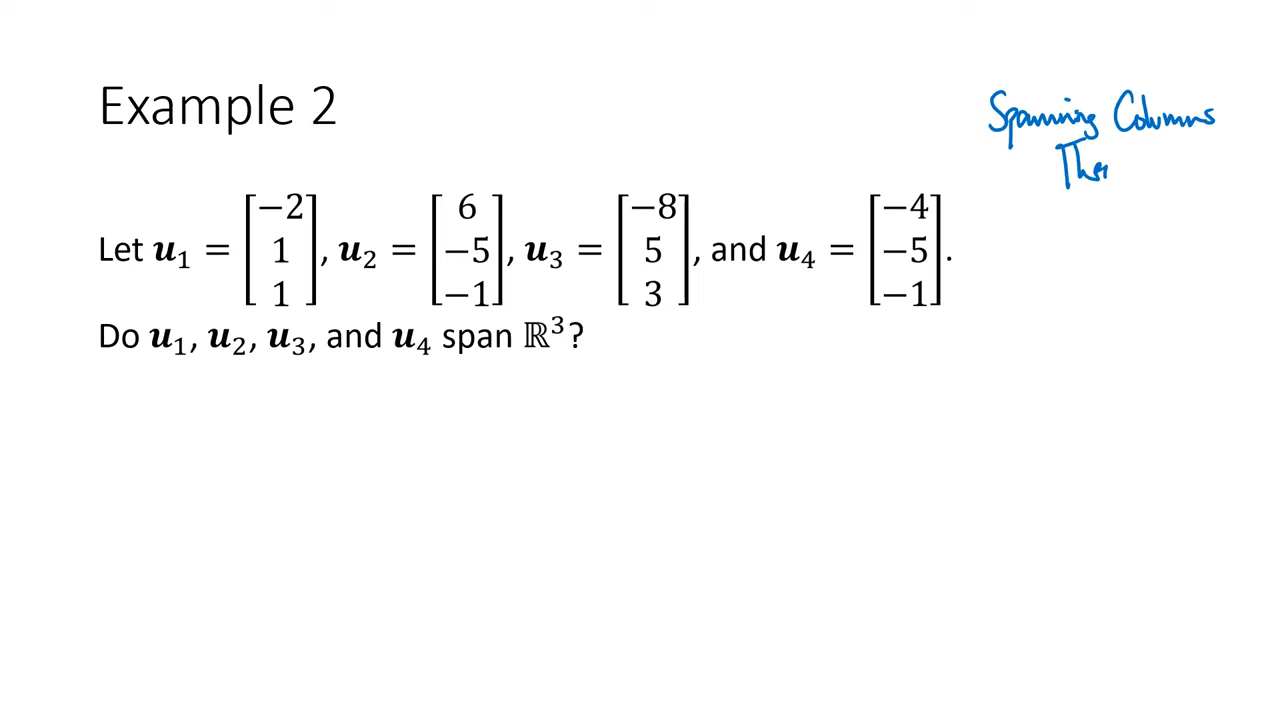 Example 2
Spanning Columns
Ther
Let 𝒖₁ = [−2 1 1], 𝒖₂ = [6 −5 −1], 𝒖₃ = [−8 5 3], and 𝒖₄ = [−4 −5 −1].
Do 𝒖₁, 𝒖₂, 𝒖₃, and 𝒖₄ span ℝ³?